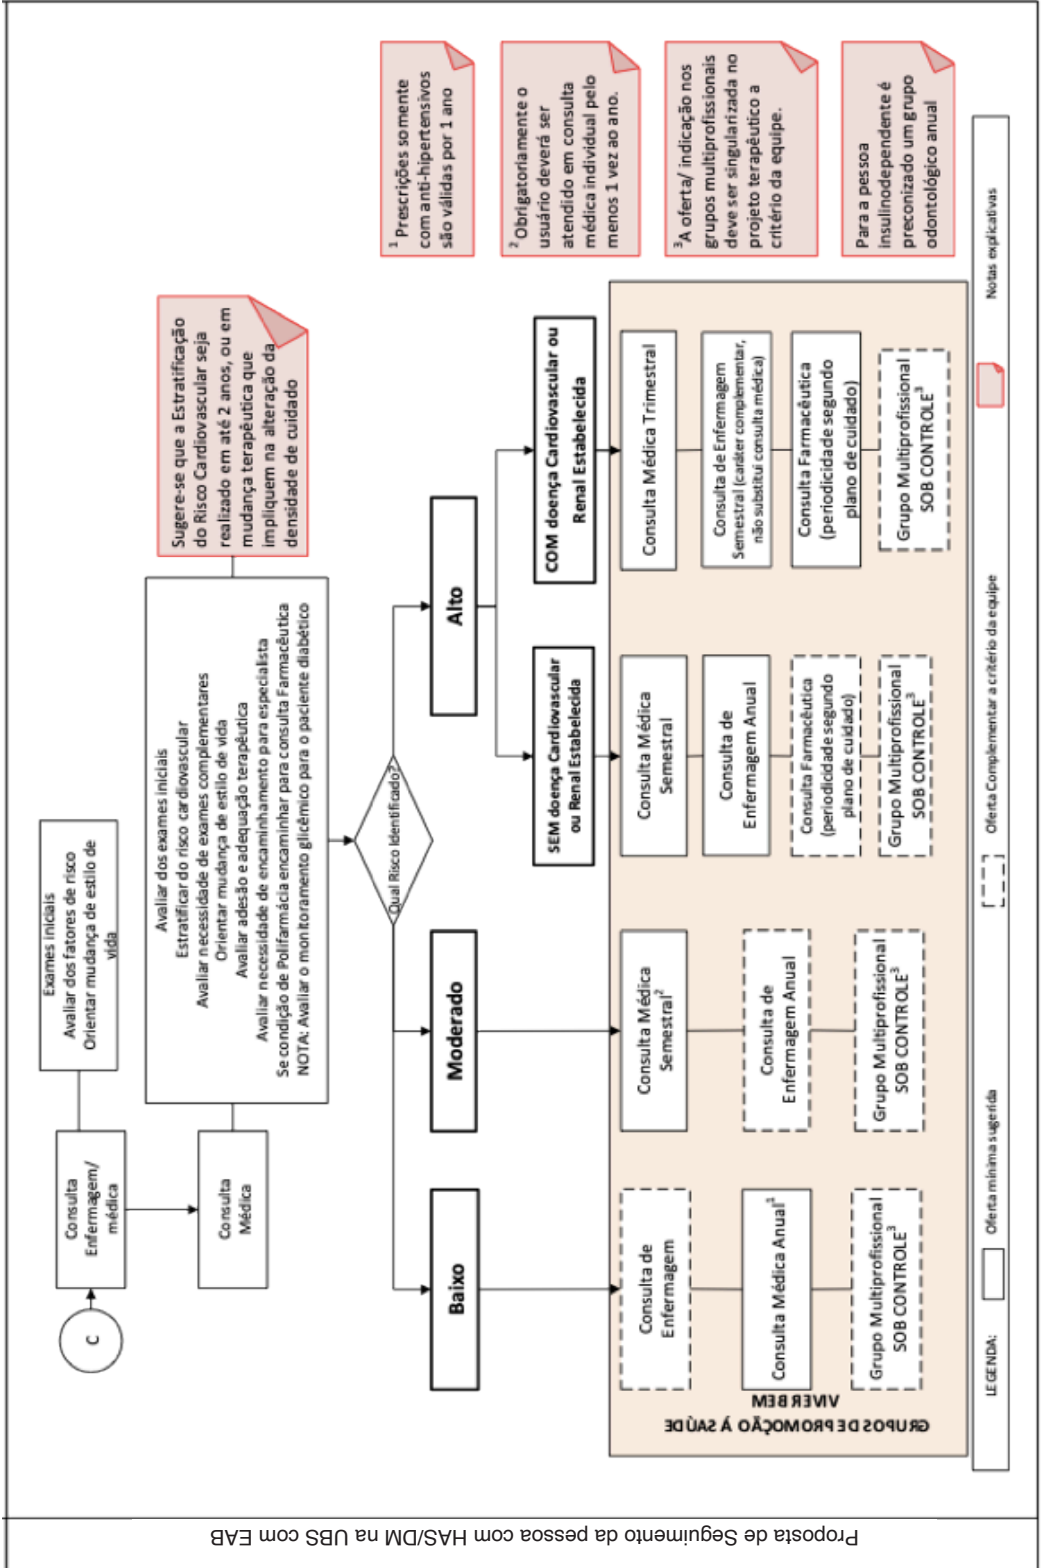 Proposta de Seguimento da pessoa com HAS/DM na UBS com EAB
C
Consulta
Enfermagem/
médica
Exames iniciais
Avaliar dos fatores de risco
Orientar mudança de estilo de
vida
Consulta
Médica
Avaliar dos exames iniciais
Estratificar do risco cardiovascular
Avaliar necessidade de exames complementares
Orientar mudança de estilo de vida
Avaliar adesão e adequação terapêutica
Avaliar necessidade de encaminhamento para especialista
Se condição de Polifarmácia encaminhar para consulta Farmacêutica
NOTA: Avaliar o monitoramento glicêmico para o paciente diabético
Sugere-se que a Estratificação
do Risco Cardiovascular seja
realizado em até 2 anos, ou em
mudança terapêutica que
impliquem na alteração da
densidade de cuidado
Qual Risco Identificado?
Baixo
Moderado
Alto
SEM doença Cardiovascular
ou Renal Estabelecida
COM doença Cardiovascular ou
Renal Estabelecida
GRUPOS DE PROMOÇÃO À SAÚDE
VIVER BEM
Consulta de
Enfermagem
Consulta Médica Anual¹
Grupo Multiprofissional
SOB CONTROLE³
Consulta Médica
Semestral²
Consulta de
Enfermagem Anual
Grupo Multiprofissional
SOB CONTROLE³
Consulta Médica
Semestral
Consulta de
Enfermagem Anual
Consulta Farmacêutica
(periodicidade segundo
plano de cuidado)
Grupo Multiprofissional
SOB CONTROLE³
Consulta Médica Trimestral
Consulta de Enfermagem
Semestral (caráter complementar,
não substitui consulta médica)
Consulta Farmacêutica
(periodicidade segundo
plano de cuidado)
Grupo Multiprofissional
SOB CONTROLE³
¹ Prescrições somente
com anti-hipertensivos
são válidas por 1 ano
² Obrigatoriamente o
usuário deverá ser
atendido em consulta
médica individual pelo
menos 1 vez ao ano.
³A oferta/ indicação nos
grupos multiprofissionais
deve ser singularizada no
projeto terapêutico a
critério da equipe.
Para a pessoa
insulinodependente é
preconizado um grupo
odontológico anual
LEGENDA:
Oferta mínima sugerida
Oferta Complementar a critério da equipe
Notas explicativas